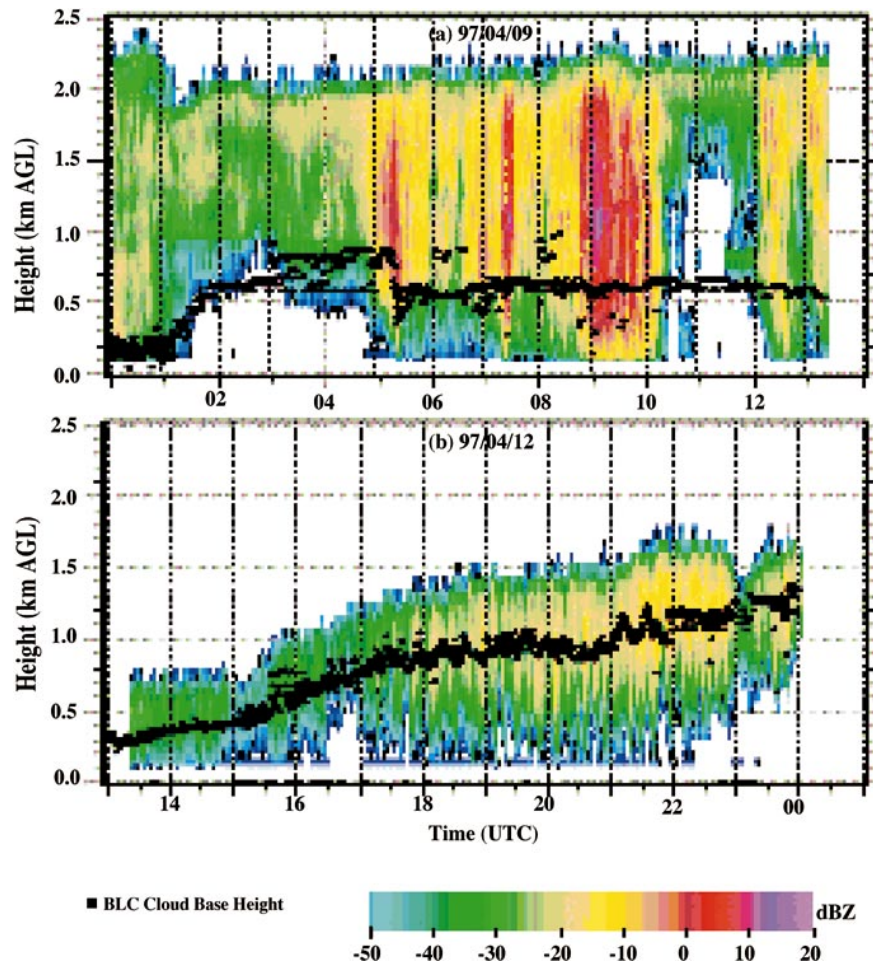 (a) 97/04/09
Height (km AGL)
2.5
2.0
1.5
1.0
0.5
0.0
02 04 06 08 10 12
(b) 97/04/12
Height (km AGL)
2.5
2.0
1.5
1.0
0.5
0.0
14 16 18 20 22 00
Time (UTC)
BLC Cloud Base Height
dBZ
-50 -40 -30 -20 -10 0 10 20